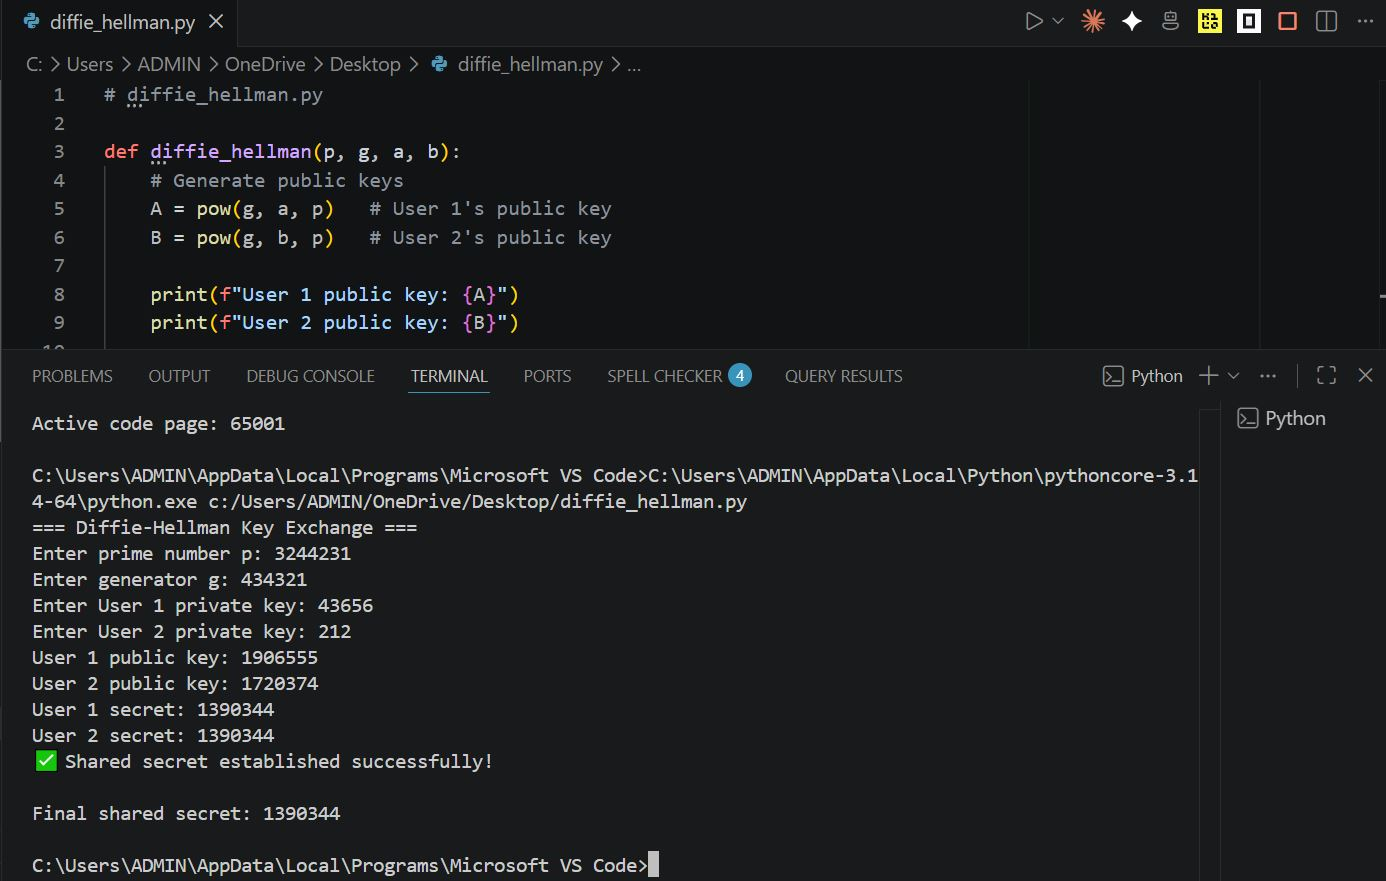 diffie_hellman.py
C: > Users > ADMIN > OneDrive > Desktop > diffie_hellman.py > ...
1 # diffie_hellman.py
2
3 def diffie_hellman(p, g, a, b):
4 # Generate public keys
5 A = pow(g, a, p) # User 1's public key
6 B = pow(g, b, p) # User 2's public key
7
8 print(f"User 1 public key: {A}")
9 print(f"User 2 public key: {B}")
PROBLEMS OUTPUT DEBUG CONSOLE TERMINAL PORTS SPELL CHECKER 4 QUERY RESULTS Python
Python
Active code page: 65001
C:\Users\ADMIN\AppData\Local\Programs\Microsoft VS Code>C:\Users\ADMIN\AppData\Local\Python\pythoncore-3.1
4-64\python.exe c:/Users/ADMIN/OneDrive/Desktop/diffie_hellman.py
=== Diffie-Hellman Key Exchange ===
Enter prime number p: 3244231
Enter generator g: 434321
Enter User 1 private key: 43656
Enter User 2 private key: 212
User 1 public key: 1906555
User 2 public key: 1720374
User 1 secret: 1390344
User 2 secret: 1390344
✅ Shared secret established successfully!
Final shared secret: 1390344
C:\Users\ADMIN\AppData\Local\Programs\Microsoft VS Code>